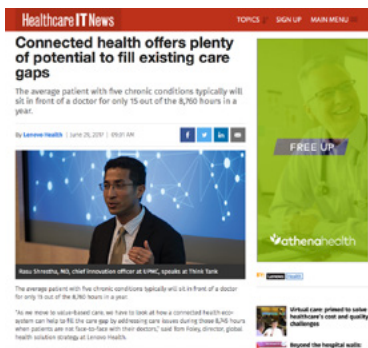 Healthcare IT News
TOPICS
SIGN UP
MAIN MENU
Connected health offers plenty
of potential to fill existing care
gaps
The average patient with five chronic conditions typically will
sit in front of a doctor for only 15 out of the 8,760 hours in a
year.
By Lenovo Health | June 29, 2017 | 09:01 AM
FREE UP
athenahealth
Rasu Shrestha, MD, chief innovation officer at UPMC, speaks at Think Tank
The average patient with five chronic conditions typically will sit in front of a doctor
for only 15 out of the 8,760 hours in a year.
"As we move to value-based care, we have to look at how a connected health eco-
system can help to fill the care gap by addressing care issues during those 8,745 hours
when patients are not face-to-face with their doctors," said Tom Foley, director, global
health solution strategy at Lenovo Health.
Virtual care primed to solve
healthcare's cost and quality
challenges
Beyond the hospital walls: